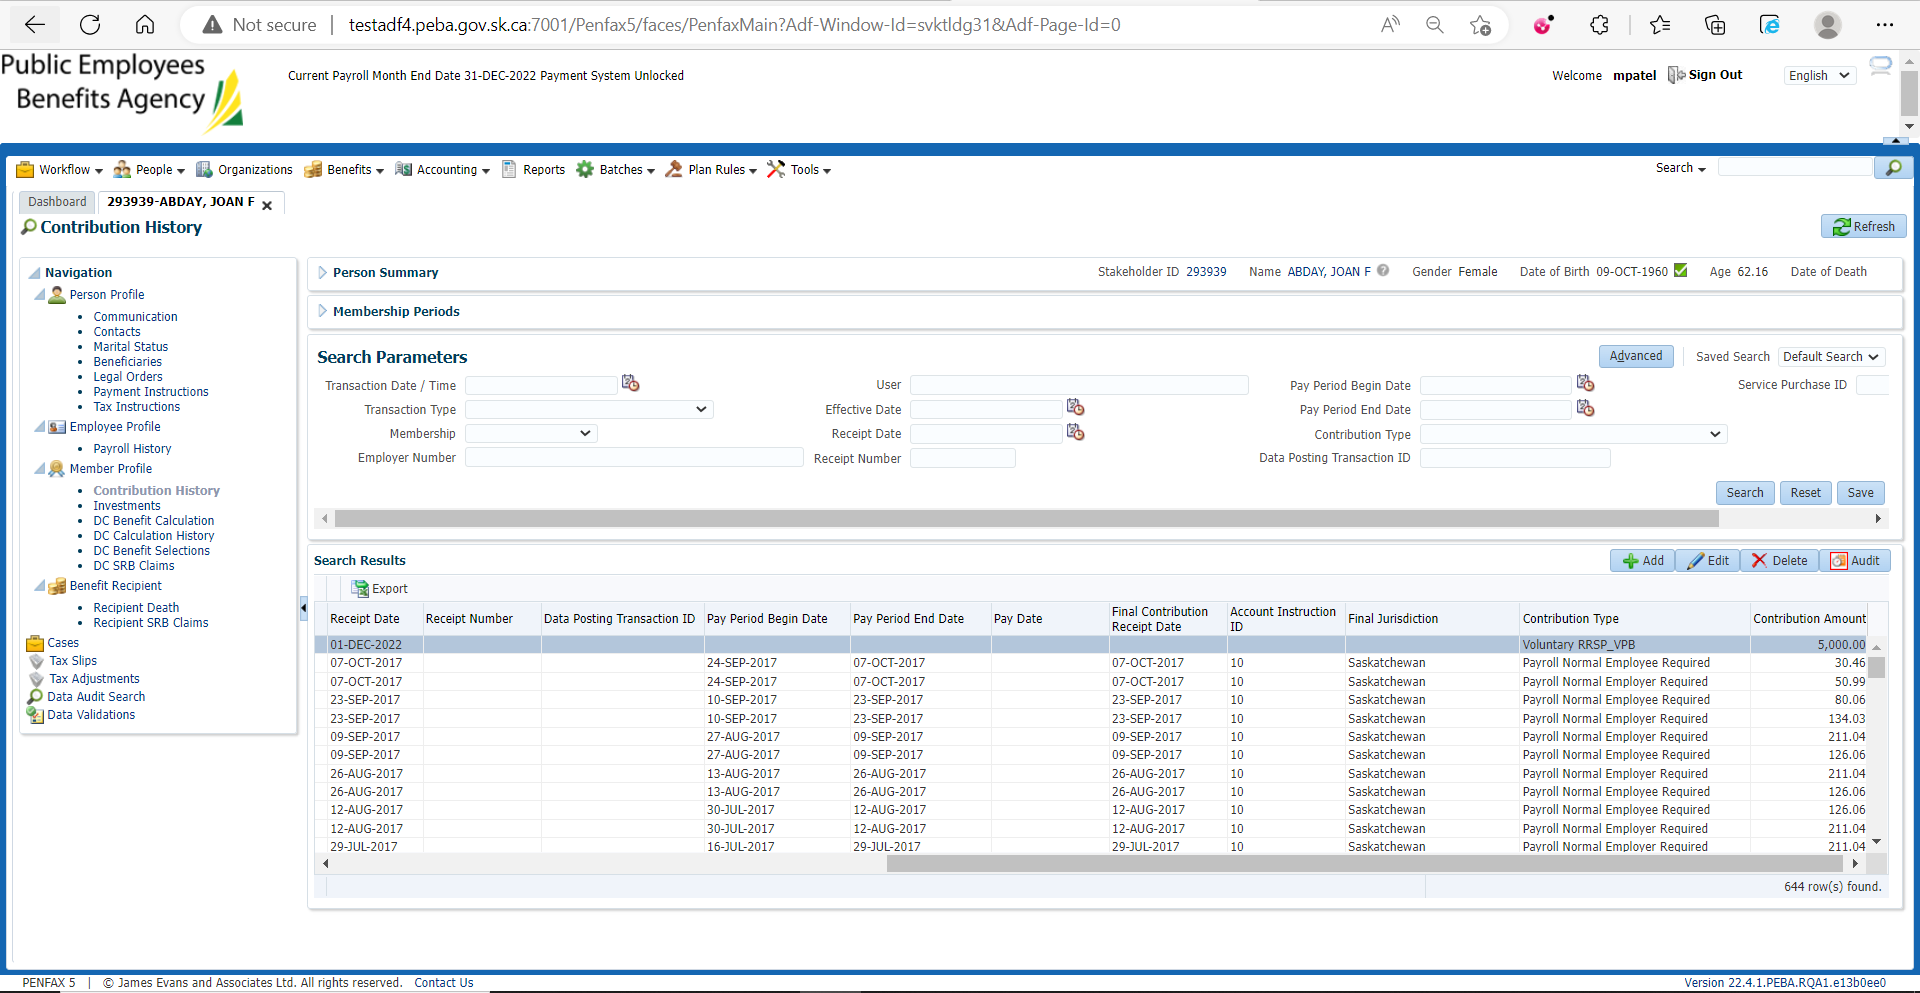 Not secure | testadf4.peba.gov.sk.ca:7001/Penfax5/faces/PenfaxMain?Adf-Window-Id=svktldg31&Adf-Page-Id=0
Public Employees
Benefits Agency
Current Payroll Month End Date 31-DEC-2022 Payment System Unlocked
Welcome mpatel Sign Out English
Workflow People Organizations Benefits Accounting Reports Batches Plan Rules Tools Search
Dashboard 293939-ABDAY, JOAN F
Contribution History
Refresh
Navigation
Person Profile
Communication
Contacts
Marital Status
Beneficiaries
Legal Orders
Payment Instructions
Tax Instructions
Employee Profile
Payroll History
Member Profile
Contribution History
Investments
DC Benefit Calculation
DC Calculation History
DC Benefit Selections
DC SRB Claims
Benefit Recipient
Recipient Death
Recipient SRB Claims
Cases
Tax Slips
Tax Adjustments
Data Audit Search
Data Validations
Person Summary Stakeholder ID 293939 Name ABDAY, JOAN F Gender Female Date of Birth 09-OCT-1960 Age 62.16 Date of Death
Membership Periods
Search Parameters Advanced Saved Search Default Search
Transaction Date / Time User Pay Period Begin Date Service Purchase ID
Transaction Type Effective Date Pay Period End Date
Membership Receipt Date Contribution Type
Employer Number Receipt Number Data Posting Transaction ID
Search Reset Save
Search Results Add Edit Delete Audit
Export
Receipt Date Receipt Number Data Posting Transaction ID Pay Period Begin Date Pay Period End Date Pay Date Final Contribution Receipt Date Account Instruction ID Final Jurisdiction Contribution Type Contribution Amount
01-DEC-2022 Voluntary RRSP_VPB 5,000.00
07-OCT-2017 24-SEP-2017 07-OCT-2017 07-OCT-2017 10 Saskatchewan Payroll Normal Employee Required 30.46
07-OCT-2017 24-SEP-2017 07-OCT-2017 07-OCT-2017 10 Saskatchewan Payroll Normal Employer Required 50.99
23-SEP-2017 10-SEP-2017 23-SEP-2017 23-SEP-2017 10 Saskatchewan Payroll Normal Employee Required 80.06
23-SEP-2017 10-SEP-2017 23-SEP-2017 23-SEP-2017 10 Saskatchewan Payroll Normal Employer Required 134.03
09-SEP-2017 27-AUG-2017 09-SEP-2017 09-SEP-2017 10 Saskatchewan Payroll Normal Employer Required 211.04
09-SEP-2017 27-AUG-2017 09-SEP-2017 09-SEP-2017 10 Saskatchewan Payroll Normal Employee Required 126.06
26-AUG-2017 13-AUG-2017 26-AUG-2017 26-AUG-2017 10 Saskatchewan Payroll Normal Employer Required 211.04
26-AUG-2017 13-AUG-2017 26-AUG-2017 26-AUG-2017 10 Saskatchewan Payroll Normal Employee Required 126.06
12-AUG-2017 30-JUL-2017 12-AUG-2017 12-AUG-2017 10 Saskatchewan Payroll Normal Employee Required 126.06
12-AUG-2017 30-JUL-2017 12-AUG-2017 12-AUG-2017 10 Saskatchewan Payroll Normal Employer Required 211.04
29-JUL-2017 16-JUL-2017 29-JUL-2017 29-JUL-2017 10 Saskatchewan Payroll Normal Employer Required 211.04
644 row(s) found.
PENFAX 5 | © James Evans and Associates Ltd. All rights reserved. Contact Us Version 22.4.1.PEBA.RQA1.e13b0ee0